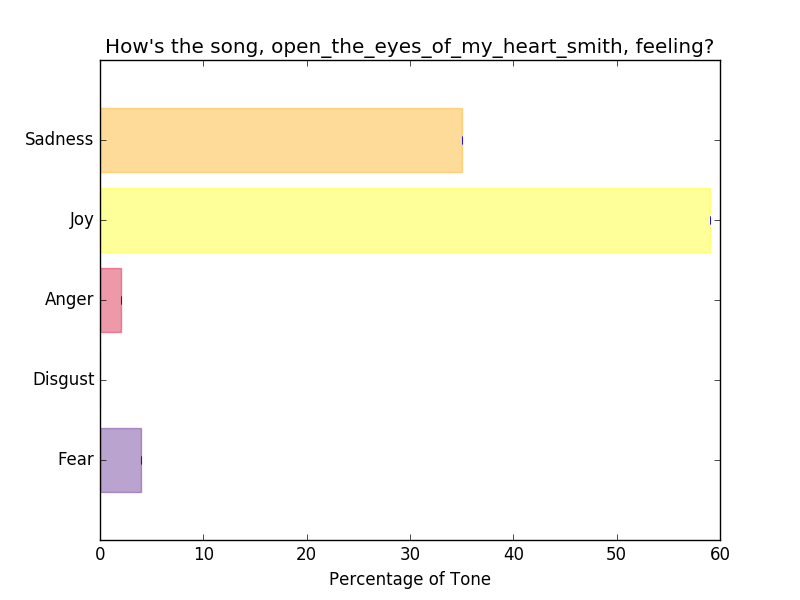 How's the song, open_the_eyes_of_my_heart_smith, feeling?
Sadness
Joy
Anger
Disgust
Fear
0 10 20 30 40 50 60
Percentage of Tone